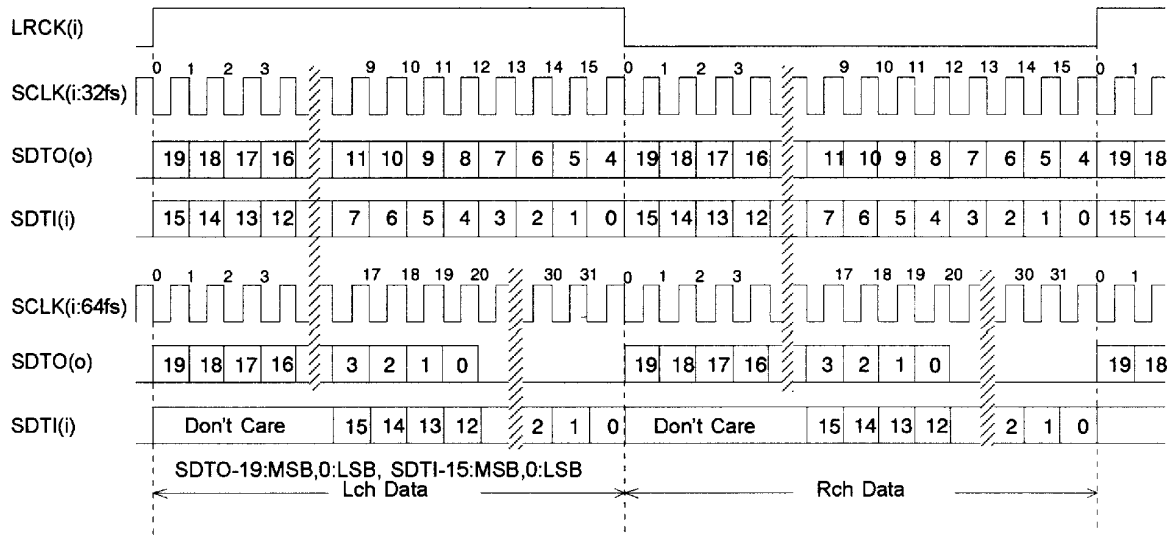 LRCK(i)
0 1 2 3 9 10 11 12 13 14 15 0 1 2 3 9 10 11 12 13 14 15 0 1
SCLK(i:32fs)
SDTO(o) 19 18 17 16 11 10 9 8 7 6 5 4 19 18 17 16 11 10 9 8 7 6 5 4 19 18
SDTI(i) 15 14 13 12 7 6 5 4 3 2 1 0 15 14 13 12 7 6 5 4 3 2 1 0 15 14
0 1 2 3 17 18 19 20 30 31 0 1 2 3 17 18 19 20 30 31 0 1
SCLK(i:64fs)
SDTO(o) 19 18 17 16 3 2 1 0 19 18 17 16 3 2 1 0 19 18
SDTI(i) Don't Care 15 14 13 12 2 1 0 Don't Care 15 14 13 12 2 1 0
SDTO-19:MSB,0:LSB, SDTI-15:MSB,0:LSB
Lch Data Rch Data